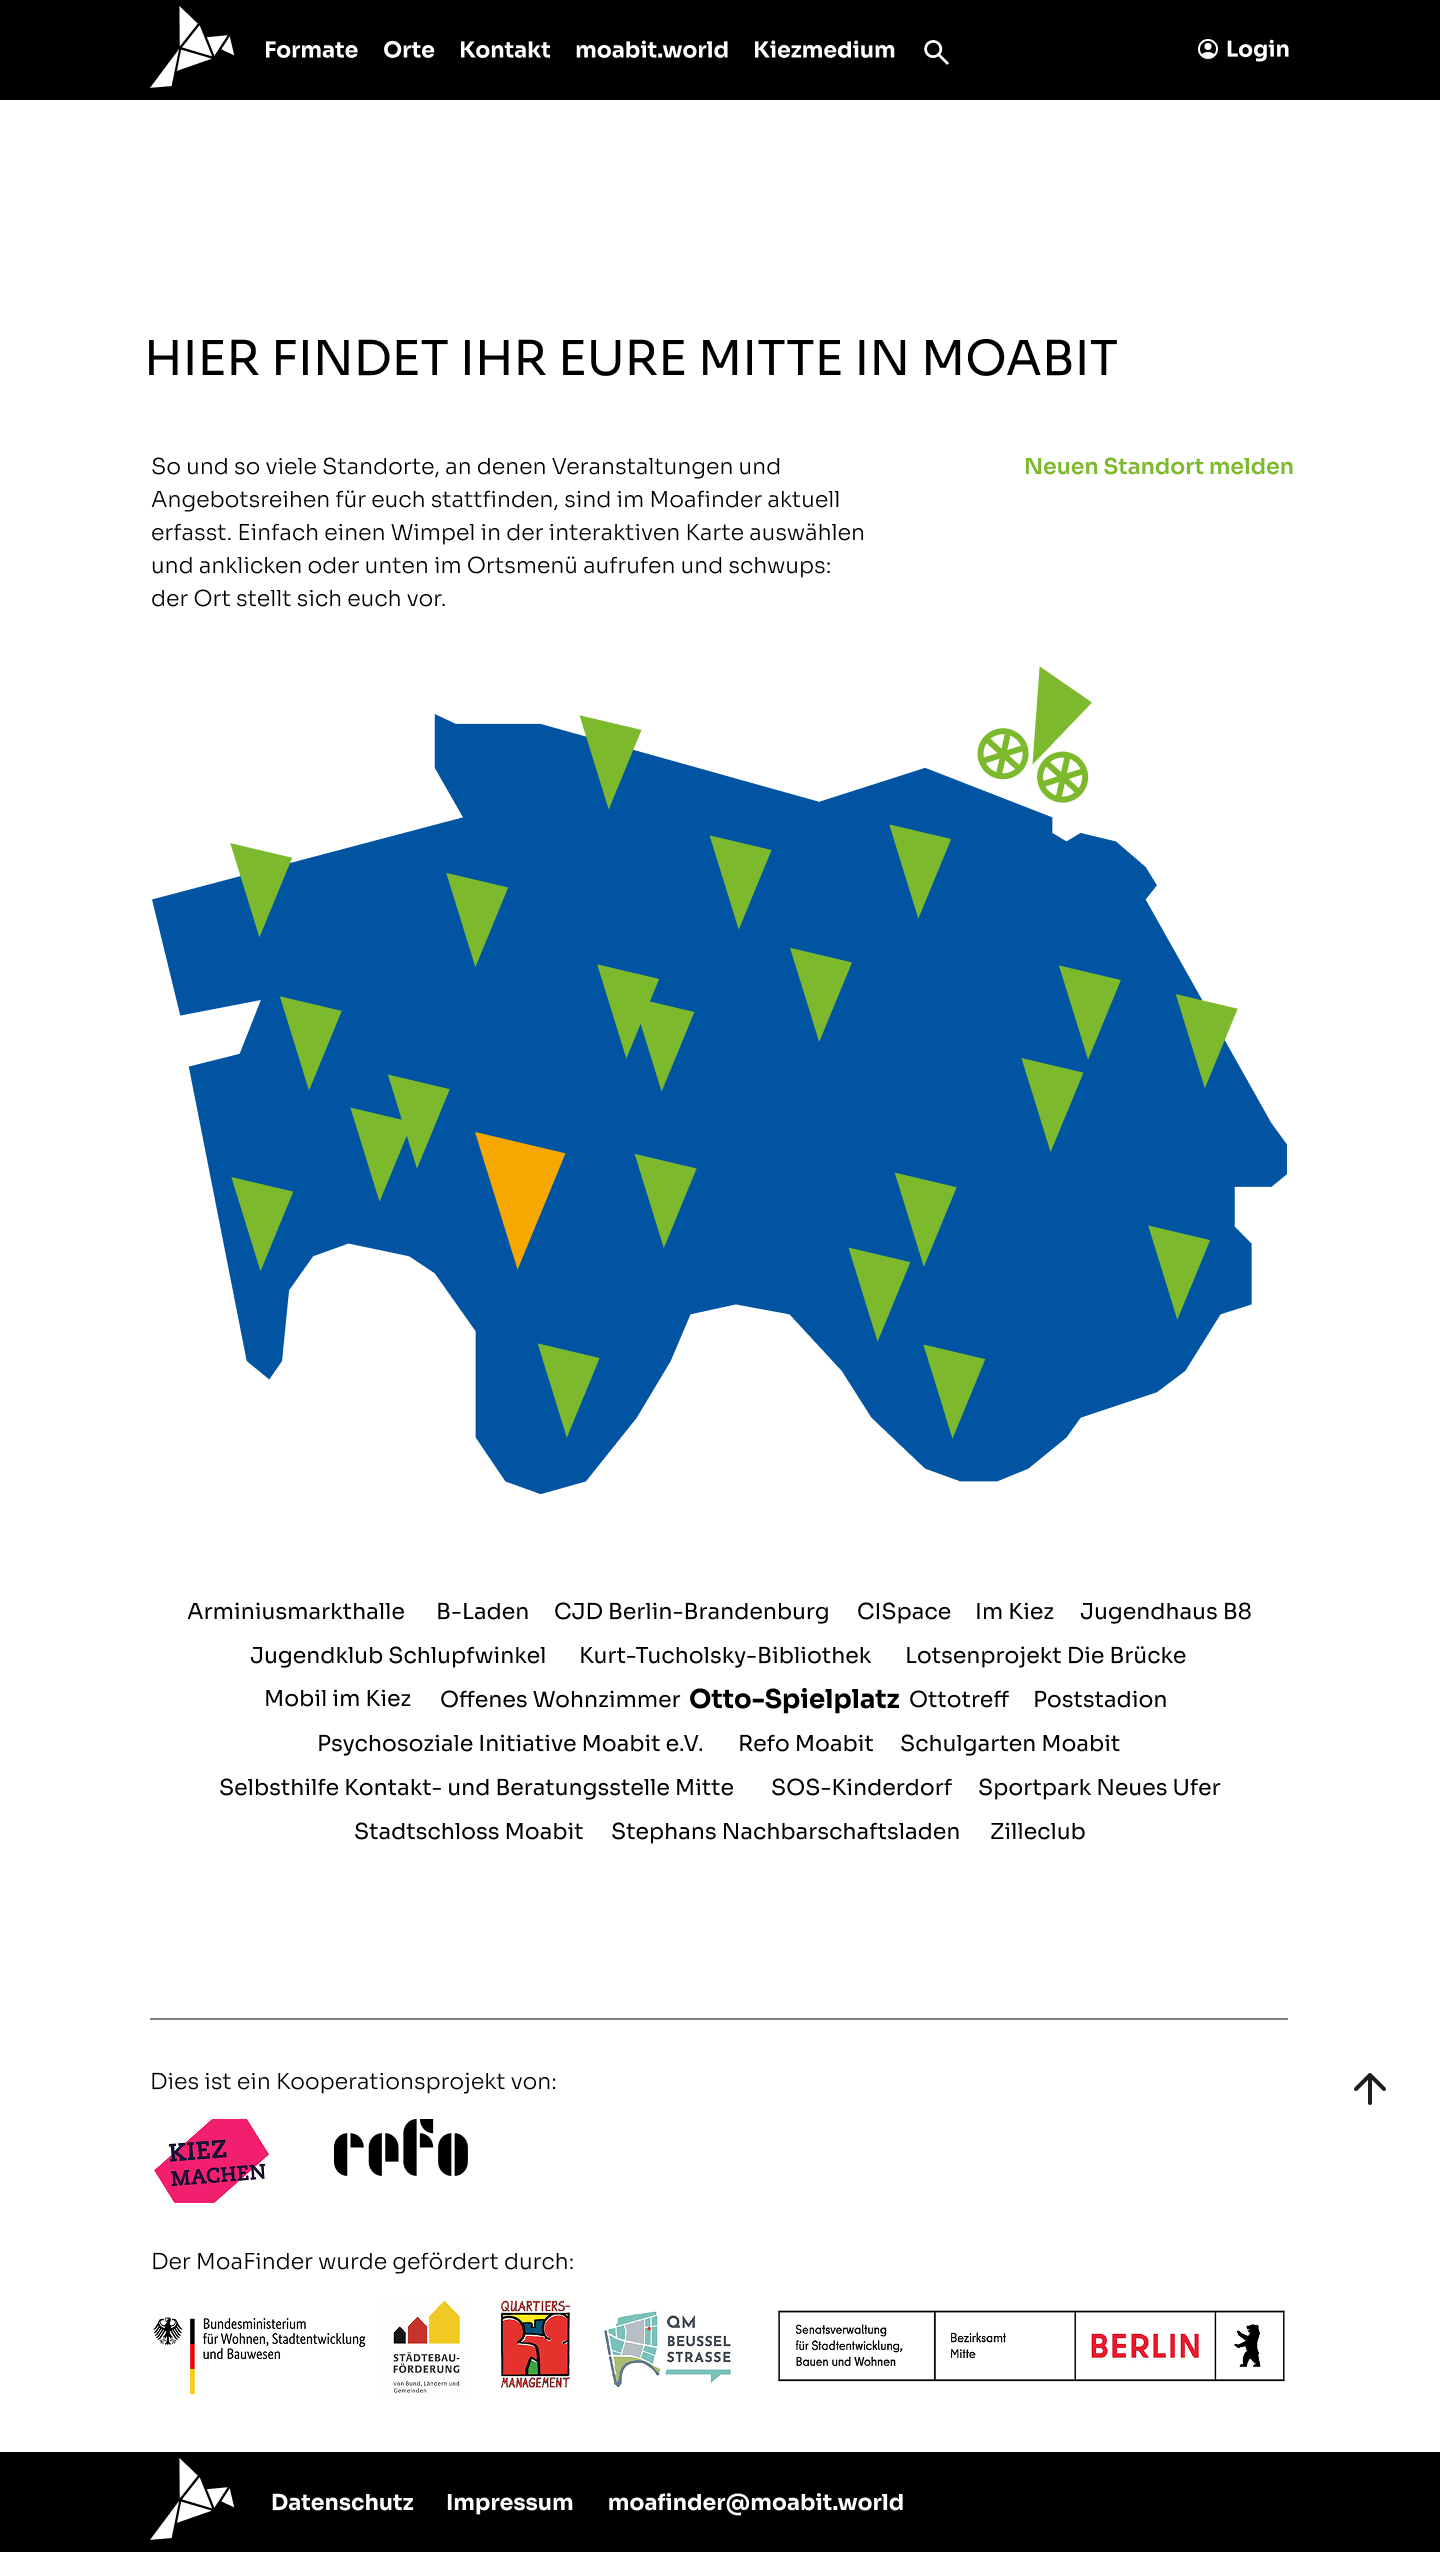 Formate Orte Kontakt moabit.world Kiezmedium Login
HIER FINDET IHR EURE MITTE IN MOABIT
So und so viele Standorte, an denen Veranstaltungen und
Angebotsreihen für euch stattfinden, sind im Moafinder aktuell
erfasst. Einfach einen Wimpel in der interaktiven Karte auswählen
und anklicken oder unten im Ortsmenü aufrufen und schwups:
der Ort stellt sich euch vor.
Neuen Standort melden
Arminiusmarkthalle B-Laden CJD Berlin-Brandenburg CISpace Im Kiez Jugendhaus B8
Jugendklub Schlupfwinkel Kurt-Tucholsky-Bibliothek Lotsenprojekt Die Brücke
Mobil im Kiez Offenes Wohnzimmer Otto-Spielplatz Ottotreff Poststadion
Psychosoziale Initiative Moabit e.V. Refo Moabit Schulgarten Moabit
Selbsthilfe Kontakt- und Beratungsstelle Mitte SOS-Kinderdorf Sportpark Neues Ufer
Stadtschloss Moabit Stephans Nachbarschaftsladen Zilleclub
Dies ist ein Kooperationsprojekt von:
KIEZ
MACHEN
refo
Der MoaFinder wurde gefördert durch:
Bundesministerium
für Wohnen, Stadtentwicklung
und Bauwesen
STÄDTEBAU-
FÖRDERUNG
von Bund, Ländern und
Gemeinden
QUARTIERS-
MANAGEMENT
QM
BEUSSEL
STRASSE
Senatsverwaltung
für Stadtentwicklung,
Bauen und Wohnen
Bezirksamt
Mitte
BERLIN
Datenschutz Impressum moafinder@moabit.world